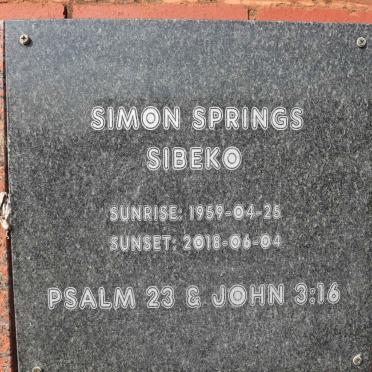 SIMON SPRINGS
SIBEKO
SUNRISE: 1959-04-25
SUNSET: 2018-06-04
PSALM 23 & JOHN 3:16